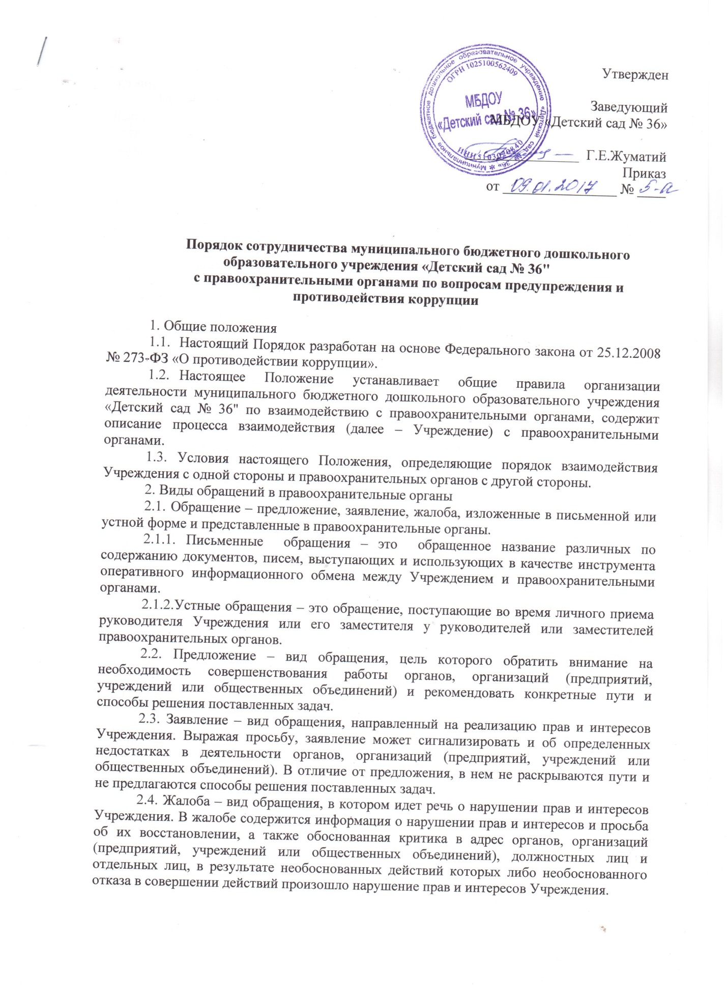 Утвержден
Заведующий
МБДОУ «Детский сад № 36»
Г.Е.Жуматий
Приказ
от 09.01.2017 № 5-а
Муниципальное бюджетное дошкольное образовательное учреждение «Детский сад № 36» *
ОГРН 1025100562409
МБДОУ
«Детский сад № 36»
ИНН 5103020840
Порядок сотрудничества муниципального бюджетного дошкольного
образовательного учреждения «Детский сад № 36"
с правоохранительными органами по вопросам предупреждения и
противодействия коррупции
1. Общие положения
1.1. Настоящий Порядок разработан на основе Федерального закона от 25.12.2008
№ 273-ФЗ «О противодействии коррупции».
1.2. Настоящее Положение устанавливает общие правила организации
деятельности муниципального бюджетного дошкольного образовательного учреждения
«Детский сад № 36" по взаимодействию с правоохранительными органами, содержит
описание процесса взаимодействия (далее – Учреждение) с правоохранительными
органами.
1.3. Условия настоящего Положения, определяющие порядок взаимодействия
Учреждения с одной стороны и правоохранительных органов с другой стороны.
2. Виды обращений в правоохранительные органы
2.1. Обращение – предложение, заявление, жалоба, изложенные в письменной или
устной форме и представленные в правоохранительные органы.
2.1.1. Письменные обращения – это обращенное название различных по
содержанию документов, писем, выступающих и использующих в качестве инструмента
оперативного информационного обмена между Учреждением и правоохранительными
органами.
2.1.2.Устные обращения – это обращение, поступающие во время личного приема
руководителя Учреждения или его заместителя у руководителей или заместителей
правоохранительных органов.
2.2. Предложение – вид обращения, цель которого обратить внимание на
необходимость совершенствования работы органов, организаций (предприятий,
учреждений или общественных объединений) и рекомендовать конкретные пути и
способы решения поставленных задач.
2.3. Заявление – вид обращения, направленный на реализацию прав и интересов
Учреждения. Выражая просьбу, заявление может сигнализировать и об определенных
недостатках в деятельности органов, организаций (предприятий, учреждений или
общественных объединений). В отличие от предложения, в нем не раскрываются пути и
не предлагаются способы решения поставленных задач.
2.4. Жалоба – вид обращения, в котором идет речь о нарушении прав и интересов
Учреждения. В жалобе содержится информация о нарушении прав и интересов и просьба
об их восстановлении, а также обоснованная критика в адрес органов, организаций
(предприятий, учреждений или общественных объединений), должностных лиц и
отдельных лиц, в результате необоснованных действий которых либо необоснованного
отказа в совершении действий произошло нарушение прав и интересов Учреждения.